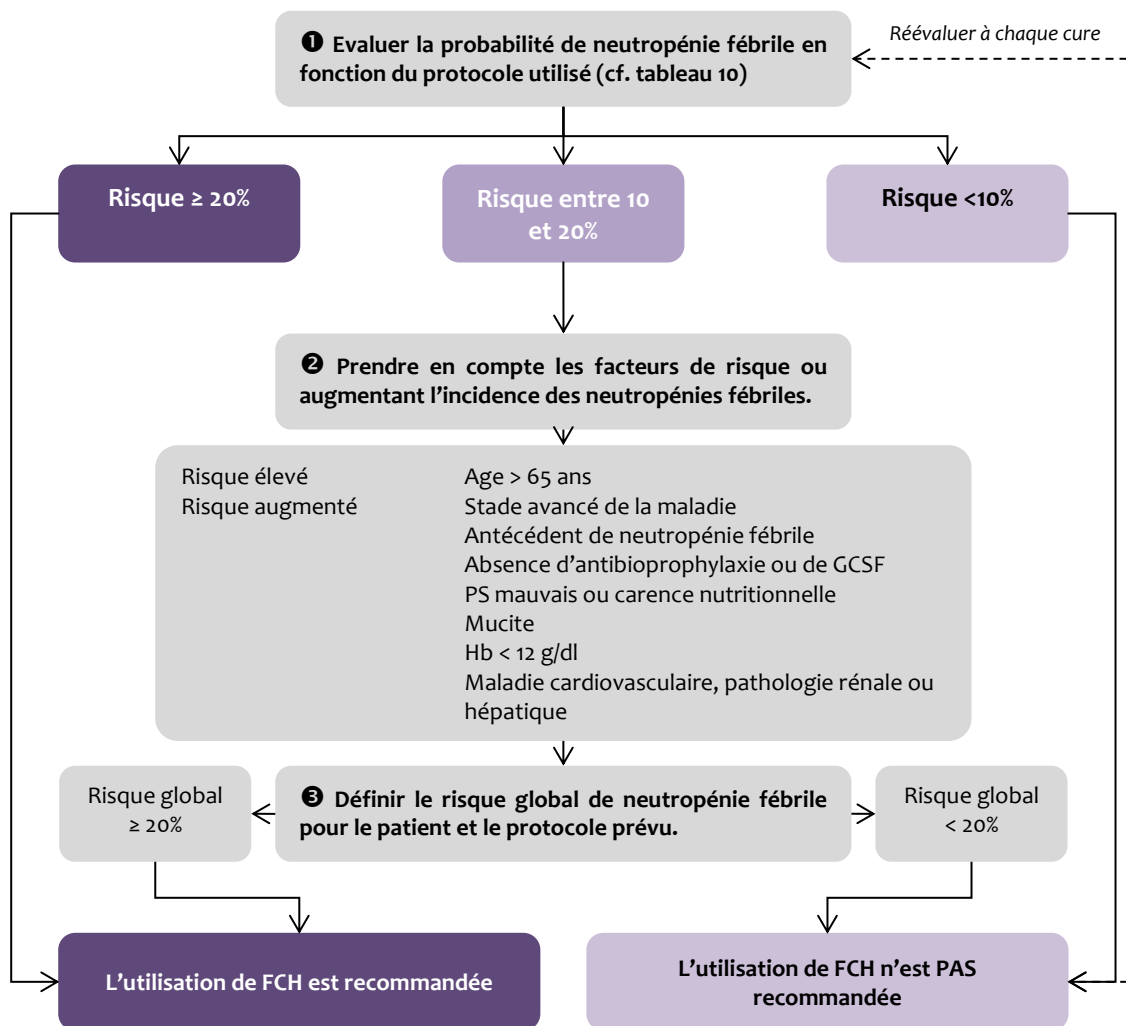 ❶ Evaluer la probabilité de neutropénie fébrile en
fonction du protocole utilisé (cf. tableau 10)
Réévaluer à chaque cure
Risque ≥ 20%
Risque entre 10
et 20%
Risque <10%
❷ Prendre en compte les facteurs de risque ou
augmentant l’incidence des neutropénies fébriles.
Risque élevé
Risque augmenté
Age > 65 ans
Stade avancé de la maladie
Antécédent de neutropénie fébrile
Absence d’antibioprophylaxie ou de GCSF
PS mauvais ou carence nutritionnelle
Mucite
Hb < 12 g/dl
Maladie cardiovasculaire, pathologie rénale ou
hépatique
Risque global
≥ 20%
❸ Définir le risque global de neutropénie fébrile
pour le patient et le protocole prévu.
Risque global
< 20%
L’utilisation de FCH est recommandée
L’utilisation de FCH n’est PAS
recommandée